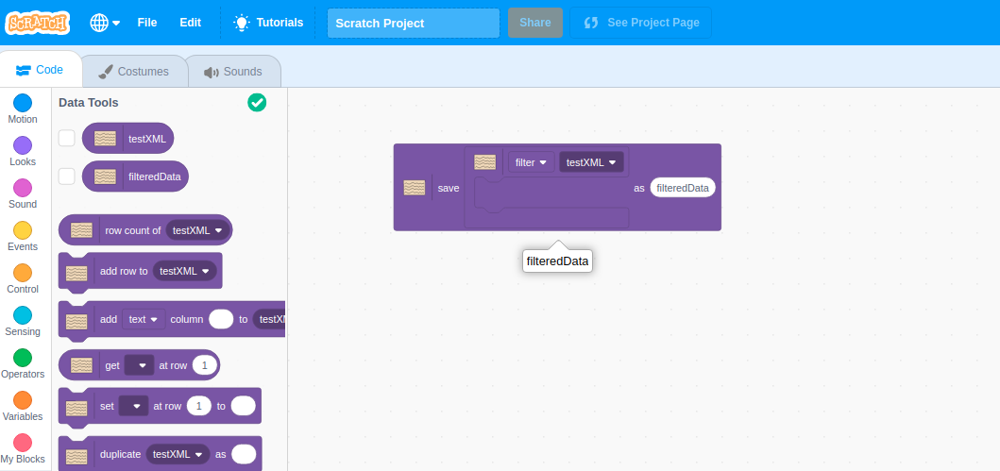 SCRATCH File Edit Tutorials Scratch Project Share See Project Page
Code Costumes Sounds
Motion
Looks
Sound
Events
Control
Sensing
Operators
Variables
My Blocks
Data Tools
testXML
filteredData
row count of testXML
add row to testXML
add text column to testXM
get at row 1
set at row 1 to
duplicate testXML as
save filter testXML as filteredData
filteredData